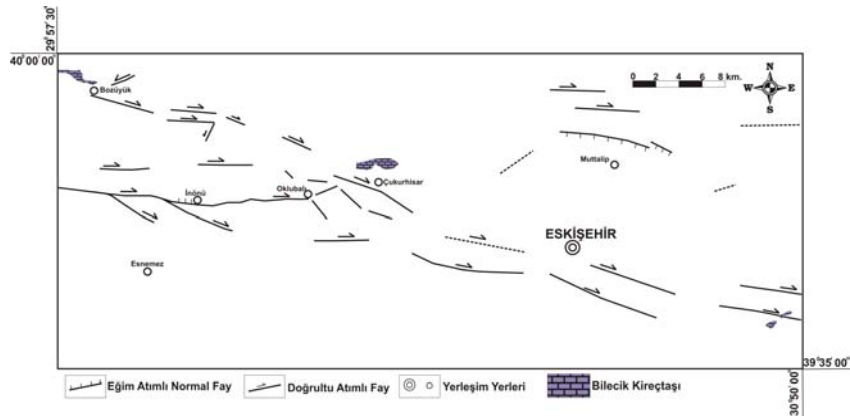 29 57 30
40° 00' 00"
N
W E
S
0 2 4 6 8 km.
Bozüyük
Muttalip
Çukurhisar
İnönü
Oklubalı
ESKİŞEHİR
Esnemez
39° 35' 00"
30° 50' 00"
Eğim Atımlı Normal Fay
Doğrultu Atımlı Fay
Yerleşim Yerleri
Bilecik Kireçtaşı